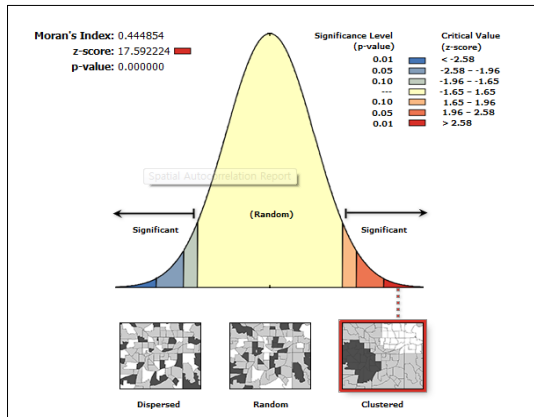 Moran's Index: 0.444854
z-score: 17.592224
p-value: 0.000000
Significance Level
(p-value)
Critical Value
(z-score)
0.01 < -2.58
0.05 -2.58 – -1.96
0.10 -1.96 – -1.65
--- -1.65 – 1.65
0.10 1.65 – 1.96
0.05 1.96 – 2.58
0.01 > 2.58
Spatial Autocorrelation Report
Significant
(Random)
Significant
Dispersed
Random
Clustered